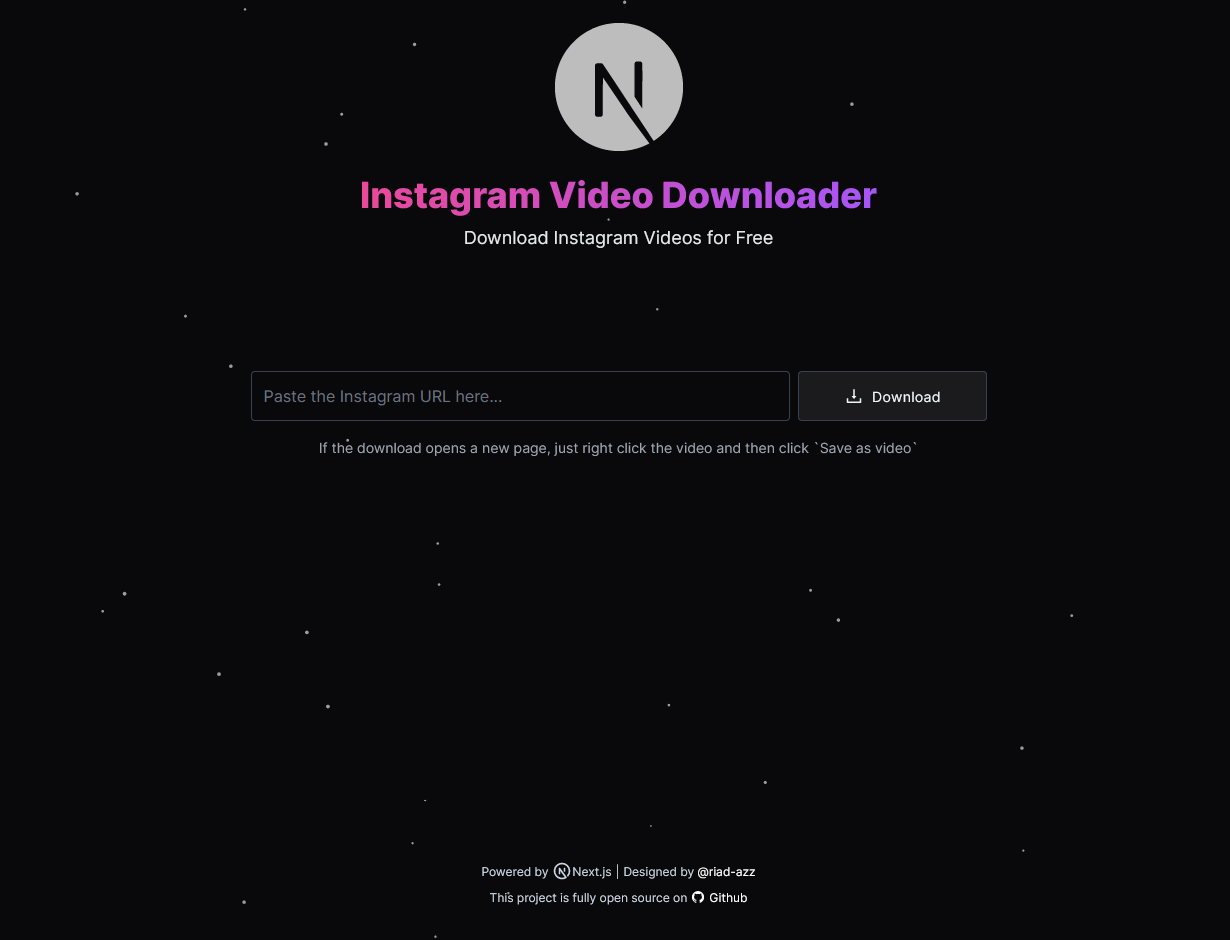 Instagram Video Downloader
Download Instagram Videos for Free
Paste the Instagram URL here...
Download
If the download opens a new page, just right click the video and then click `Save as video`
Powered by Next.js | Designed by @riad-azz
This project is fully open source on Github